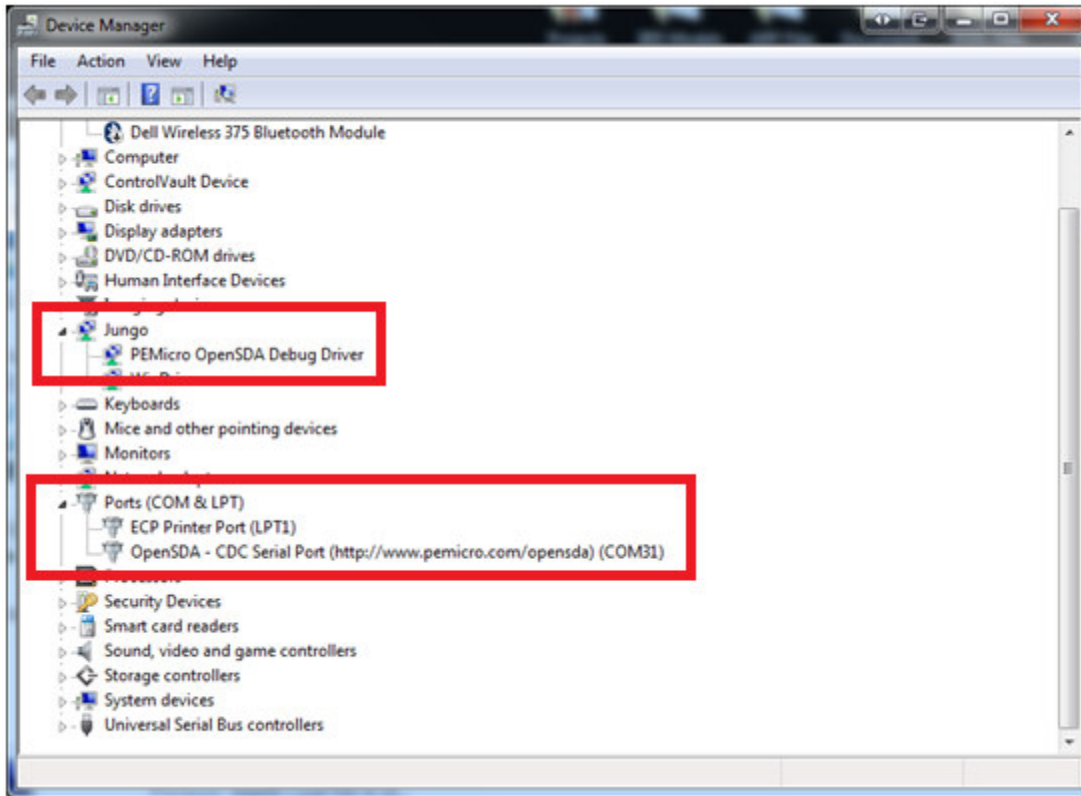 Device Manager
File Action View Help
Dell Wireless 375 Bluetooth Module
Computer
ControlVault Device
Disk drives
Display adapters
DVD/CD-ROM drives
Human Interface Devices
Jungo
PEMicro OpenSDA Debug Driver
Keyboards
Mice and other pointing devices
Monitors
Ports (COM & LPT)
ECP Printer Port (LPT1)
OpenSDA - CDC Serial Port (http://www.pemicro.com/opensda) (COM31)
Security Devices
Smart card readers
Sound, video and game controllers
Storage controllers
System devices
Universal Serial Bus controllers